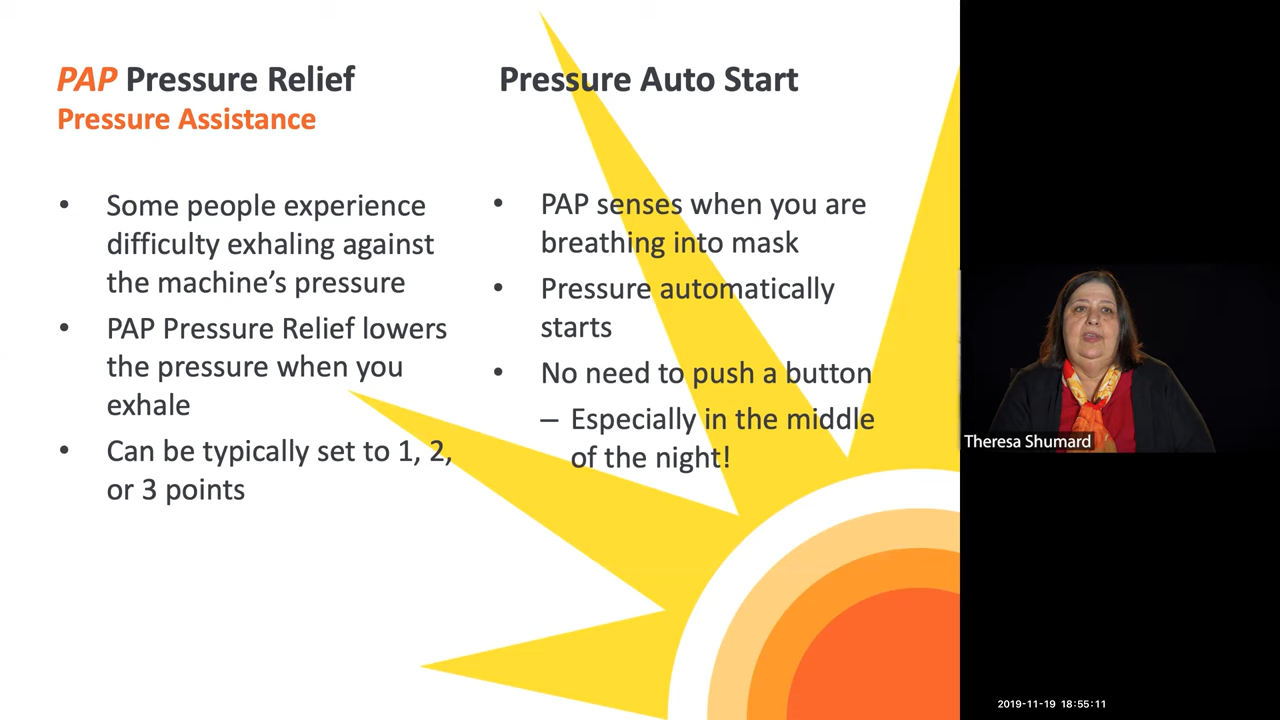 PAP Pressure Relief
Pressure Assistance
• Some people experience
difficulty exhaling against
the machine's pressure
• PAP Pressure Relief lowers
the pressure when you
exhale
• Can be typically set to 1, 2,
or 3 points
Pressure Auto Start
• PAP senses when you are
breathing into mask
• Pressure automatically
starts
• No need to push a button
– Especially in the middle
of the night!
Theresa Shumard
2019-11-19 18:55:11